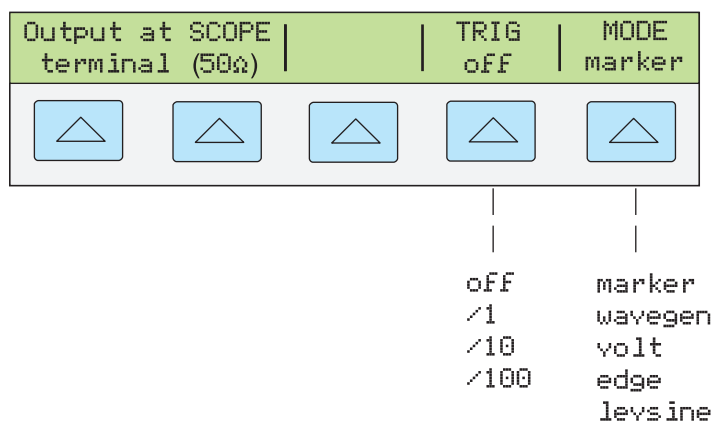 Output at SCOPE | | TRIG | MODE
terminal (50Ω) | | off | marker
off
/1
/10
/100
marker
wavegen
volt
edge
levsine